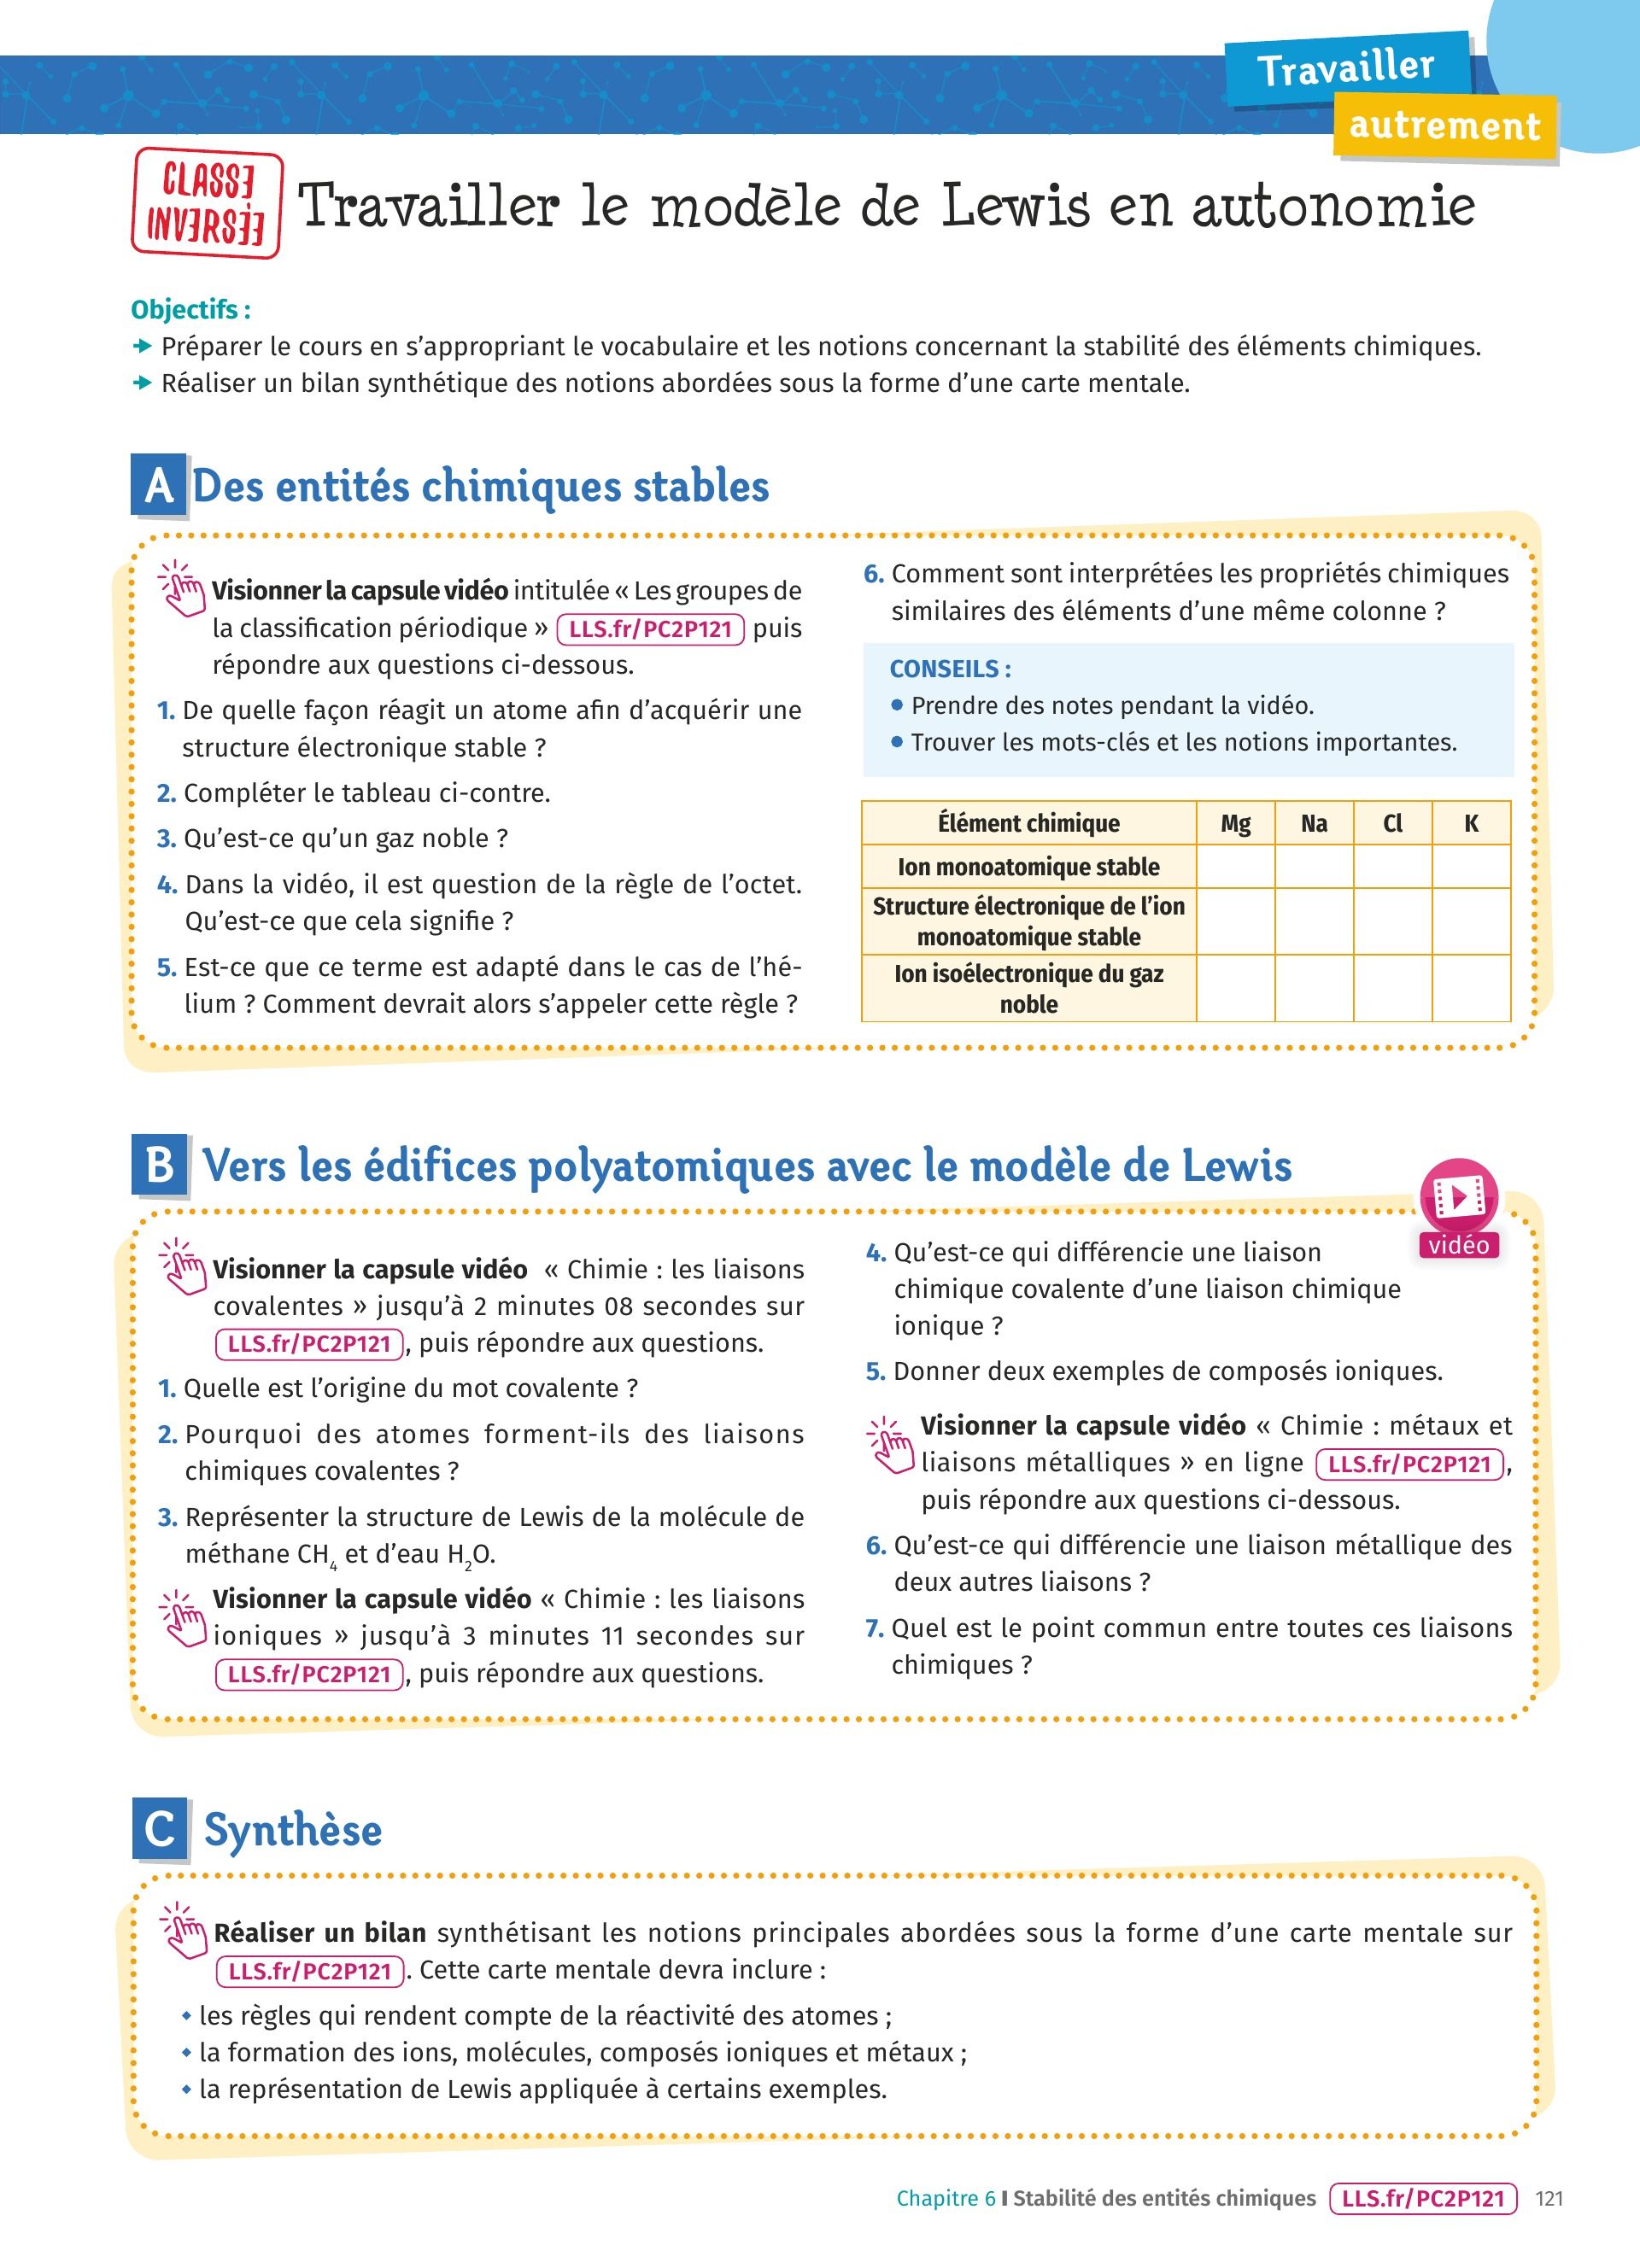 Travailler
autrement
CLASSE
INVERSÉE
Travailler le modèle de Lewis en autonomie
Objectifs :
Préparer le cours en s'appropriant le vocabulaire et les notions concernant la stabilité des éléments chimiques.
Réaliser un bilan synthétique des notions abordées sous la forme d'une carte mentale.
A Des entités chimiques stables
Visionner la capsule vidéo intitulée « Les groupes de
la classification périodique » LLS.fr/PC2P121 puis
répondre aux questions ci-dessous.
1. De quelle façon réagit un atome afin d'acquérir une
structure électronique stable ?
2. Compléter le tableau ci-contre.
3. Qu'est-ce qu'un gaz noble ?
4. Dans la vidéo, il est question de la règle de l'octet.
Qu'est-ce que cela signifie ?
5. Est-ce que ce terme est adapté dans le cas de l'hé-
lium ? Comment devrait alors s'appeler cette règle ?
6. Comment sont interprétées les propriétés chimiques
similaires des éléments d'une même colonne ?
CONSEILS :
• Prendre des notes pendant la vidéo.
• Trouver les mots-clés et les notions importantes.
Élément chimique Mg Na Cl K
Ion monoatomique stable
Structure électronique de l'ion
monoatomique stable
Ion isoélectronique du gaz
noble
B Vers les édifices polyatomiques avec le modèle de Lewis
vidéo
Visionner la capsule vidéo « Chimie : les liaisons
covalentes » jusqu'à 2 minutes 08 secondes sur
LLS.fr/PC2P121, puis répondre aux questions.
1. Quelle est l'origine du mot covalente ?
2. Pourquoi des atomes forment-ils des liaisons
chimiques covalentes ?
3. Représenter la structure de Lewis de la molécule de
méthane CH4 et d'eau H2O.
Visionner la capsule vidéo « Chimie : les liaisons
ioniques » jusqu'à 3 minutes 11 secondes sur
LLS.fr/PC2P121, puis répondre aux questions.
4. Qu'est-ce qui différencie une liaison
chimique covalente d'une liaison chimique
ionique ?
5. Donner deux exemples de composés ioniques.
Visionner la capsule vidéo « Chimie : métaux et
liaisons métalliques » en ligne LLS.fr/PC2P121,
puis répondre aux questions ci-dessous.
6. Qu'est-ce qui différencie une liaison métallique des
deux autres liaisons ?
7. Quel est le point commun entre toutes ces liaisons
chimiques ?
C Synthèse
Réaliser un bilan synthétisant les notions principales abordées sous la forme d'une carte mentale sur
LLS.fr/PC2P121. Cette carte mentale devra inclure :
les règles qui rendent compte de la réactivité des atomes ;
la formation des ions, molécules, composés ioniques et métaux ;
la représentation de Lewis appliquée à certains exemples.
Chapitre 6 I Stabilité des entités chimiques LLS.fr/PC2P121 121